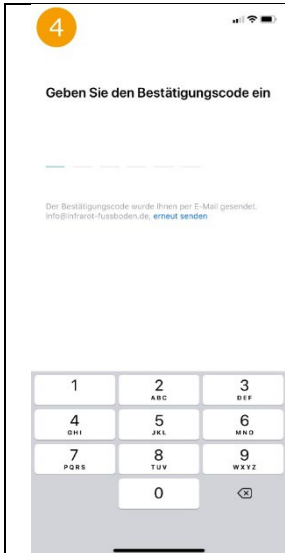 4
Geben Sie den Bestätigungscode ein
Der Bestätigungscode wurde Ihnen per E-Mail gesendet.
info@infrarot-fussboden.de, erneut senden
1 2 3
ABC DEF
4 5 6
GHI JKL MNO
7 8 9
PQRS TUV WXYZ
0